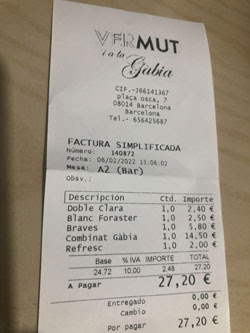 VERMUT
i a la
Gàbia
CIF.-J66141367
plaça osca, 7
08014 Barcelona
Barcelona
Tel.- 656425687
FACTURA SIMPLIFICADA
Número: 140872
Fecha: 06/02/2022 13:06:02
Mesa: A2 (Bar)
Obsv.:
Descripción Ctd. Importe
Doble Clara 1,0 2,40 €
Blanc Foraster 1,0 2,50 €
Braves 1,0 5,80 €
Combinat Gàbia 1,0 14,50 €
Refresc 1,0 2,00 €
Base % IVA IMPORTE TOTAL
24,72 10,00 2,48 27,20
A Pagar 27,20 €
Entregado 0,00 €
Cambio 0,00 €
Por pagar 27,20 €